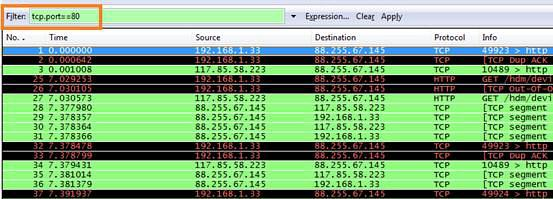 Filter: tcp.port==80 Expression... Clear Apply
No. . Time Source Destination Protocol Info
1 0.000000 192.168.1.33 88.255.67.145 TCP 49923 > http
2 0.000642 192.168.1.33 88.255.67.145 TCP [TCP Dup ACK
3 0.001008 117.85.58.223 88.255.67.145 TCP 10489 > http
25 7.029253 192.168.1.33 88.255.67.145 HTTP GET /hdm/devi
26 7.030105 192.168.1.33 88.255.67.145 HTTP [TCP Out-Of-O
27 7.030573 117.85.58.223 88.255.67.145 HTTP GET /hdm/devi
28 7.377980 88.255.67.145 192.168.1.33 TCP [TCP segment
29 7.378357 88.255.67.145 192.168.1.33 TCP [TCP segment
30 7.378364 88.255.67.145 117.85.58.223 TCP [TCP segment
31 7.378366 88.255.67.145 192.168.1.33 TCP [TCP segment
32 7.378478 192.168.1.33 88.255.67.145 TCP 49923 > http
33 7.378799 192.168.1.33 88.255.67.145 TCP [TCP Dup ACK
34 7.379431 117.85.58.223 88.255.67.145 TCP 10489 > http
35 7.381014 88.255.67.145 117.85.58.223 TCP [TCP segment
36 7.381379 88.255.67.145 192.168.1.33 TCP [TCP segment
37 7.391937 192.168.1.33 88.255.67.145 TCP 49923 > http